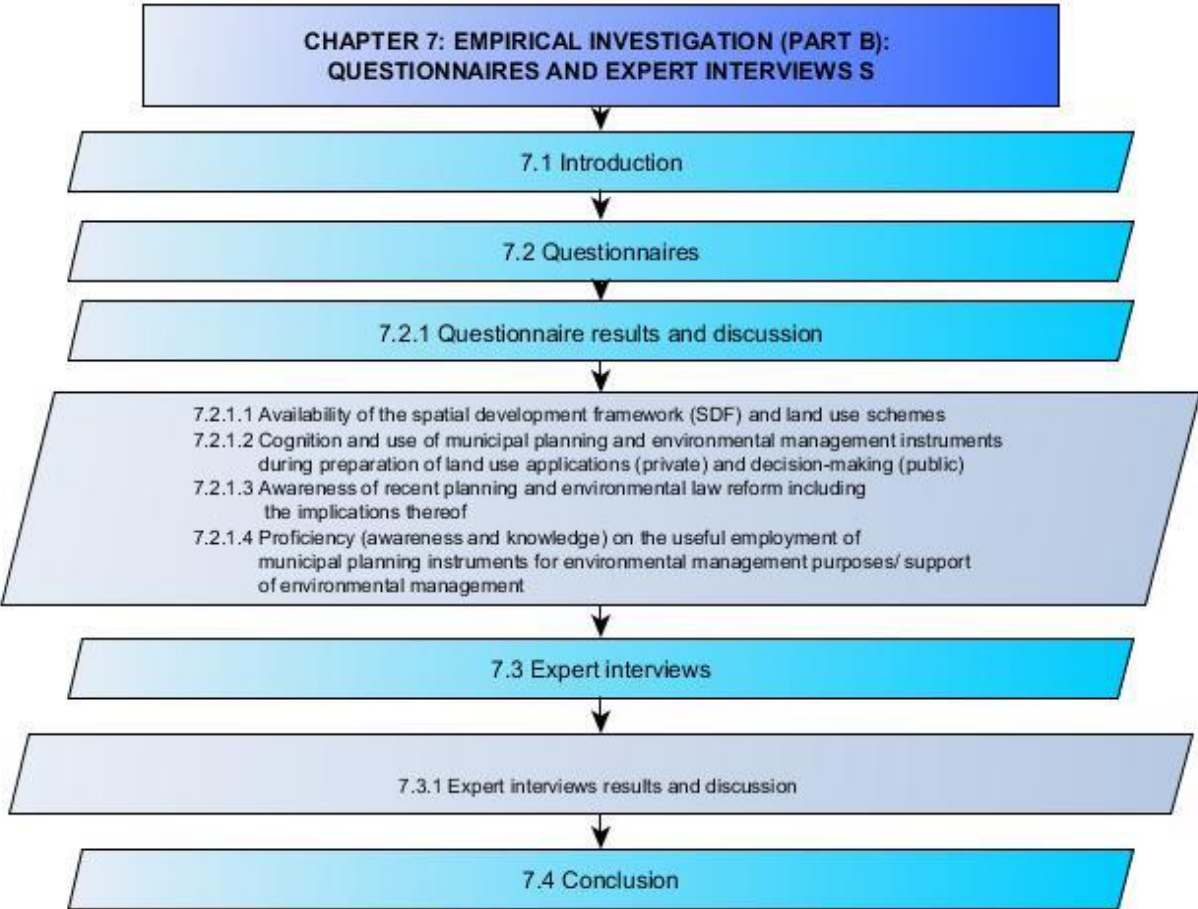 CHAPTER 7: EMPIRICAL INVESTIGATION (PART B):
QUESTIONNAIRES AND EXPERT INTERVIEWS S
7.1 Introduction
7.2 Questionnaires
7.2.1 Questionnaire results and discussion
7.2.1.1 Availability of the spatial development framework (SDF) and land use schemes
7.2.1.2 Cognition and use of municipal planning and environmental management instruments
during preparation of land use applications (private) and decision-making (public)
7.2.1.3 Awareness of recent planning and environmental law reform including
the implications thereof
7.2.1.4 Proficiency (awareness and knowledge) on the useful employment of
municipal planning instruments for environmental management purposes/ support
of environmental management
7.3 Expert interviews
7.3.1 Expert interviews results and discussion
7.4 Conclusion